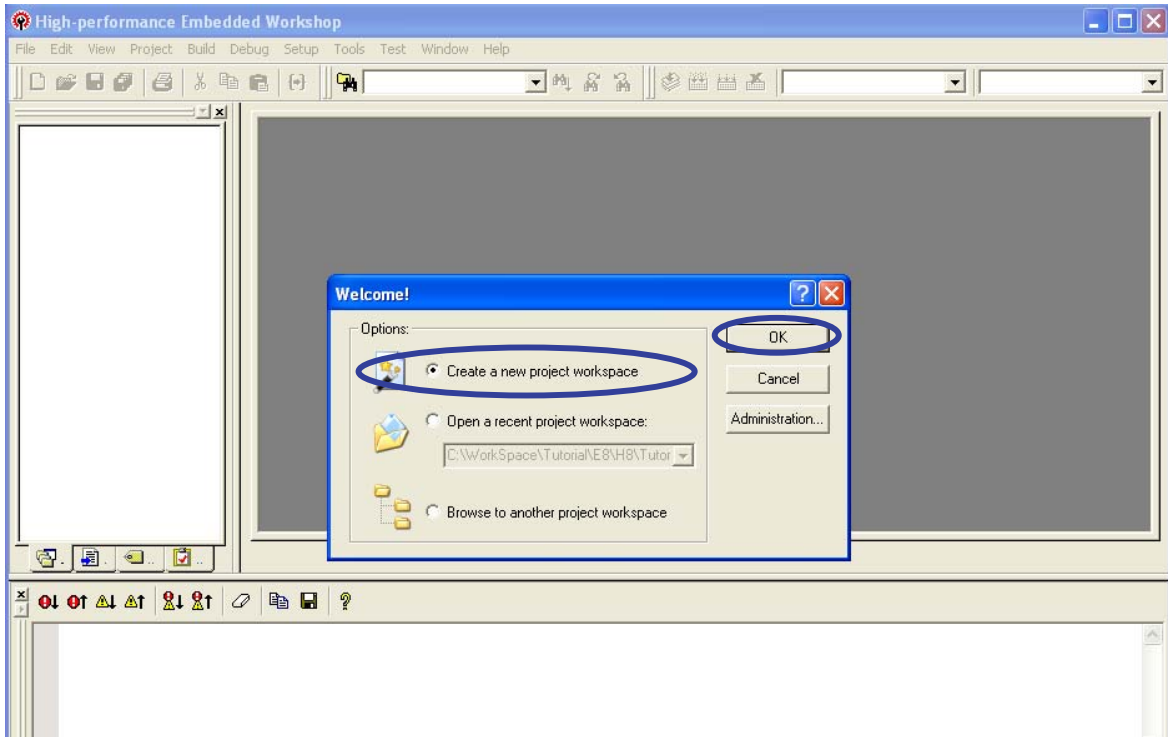 High-performance Embedded Workshop
File Edit View Project Build Debug Setup Tools Test Window Help
Welcome!
Options:
OK
Create a new project workspace
Cancel
Open a recent project workspace:
Administration...
C:\WorkSpace\Tutorial\E8\H8\Tutor
Browse to another project workspace